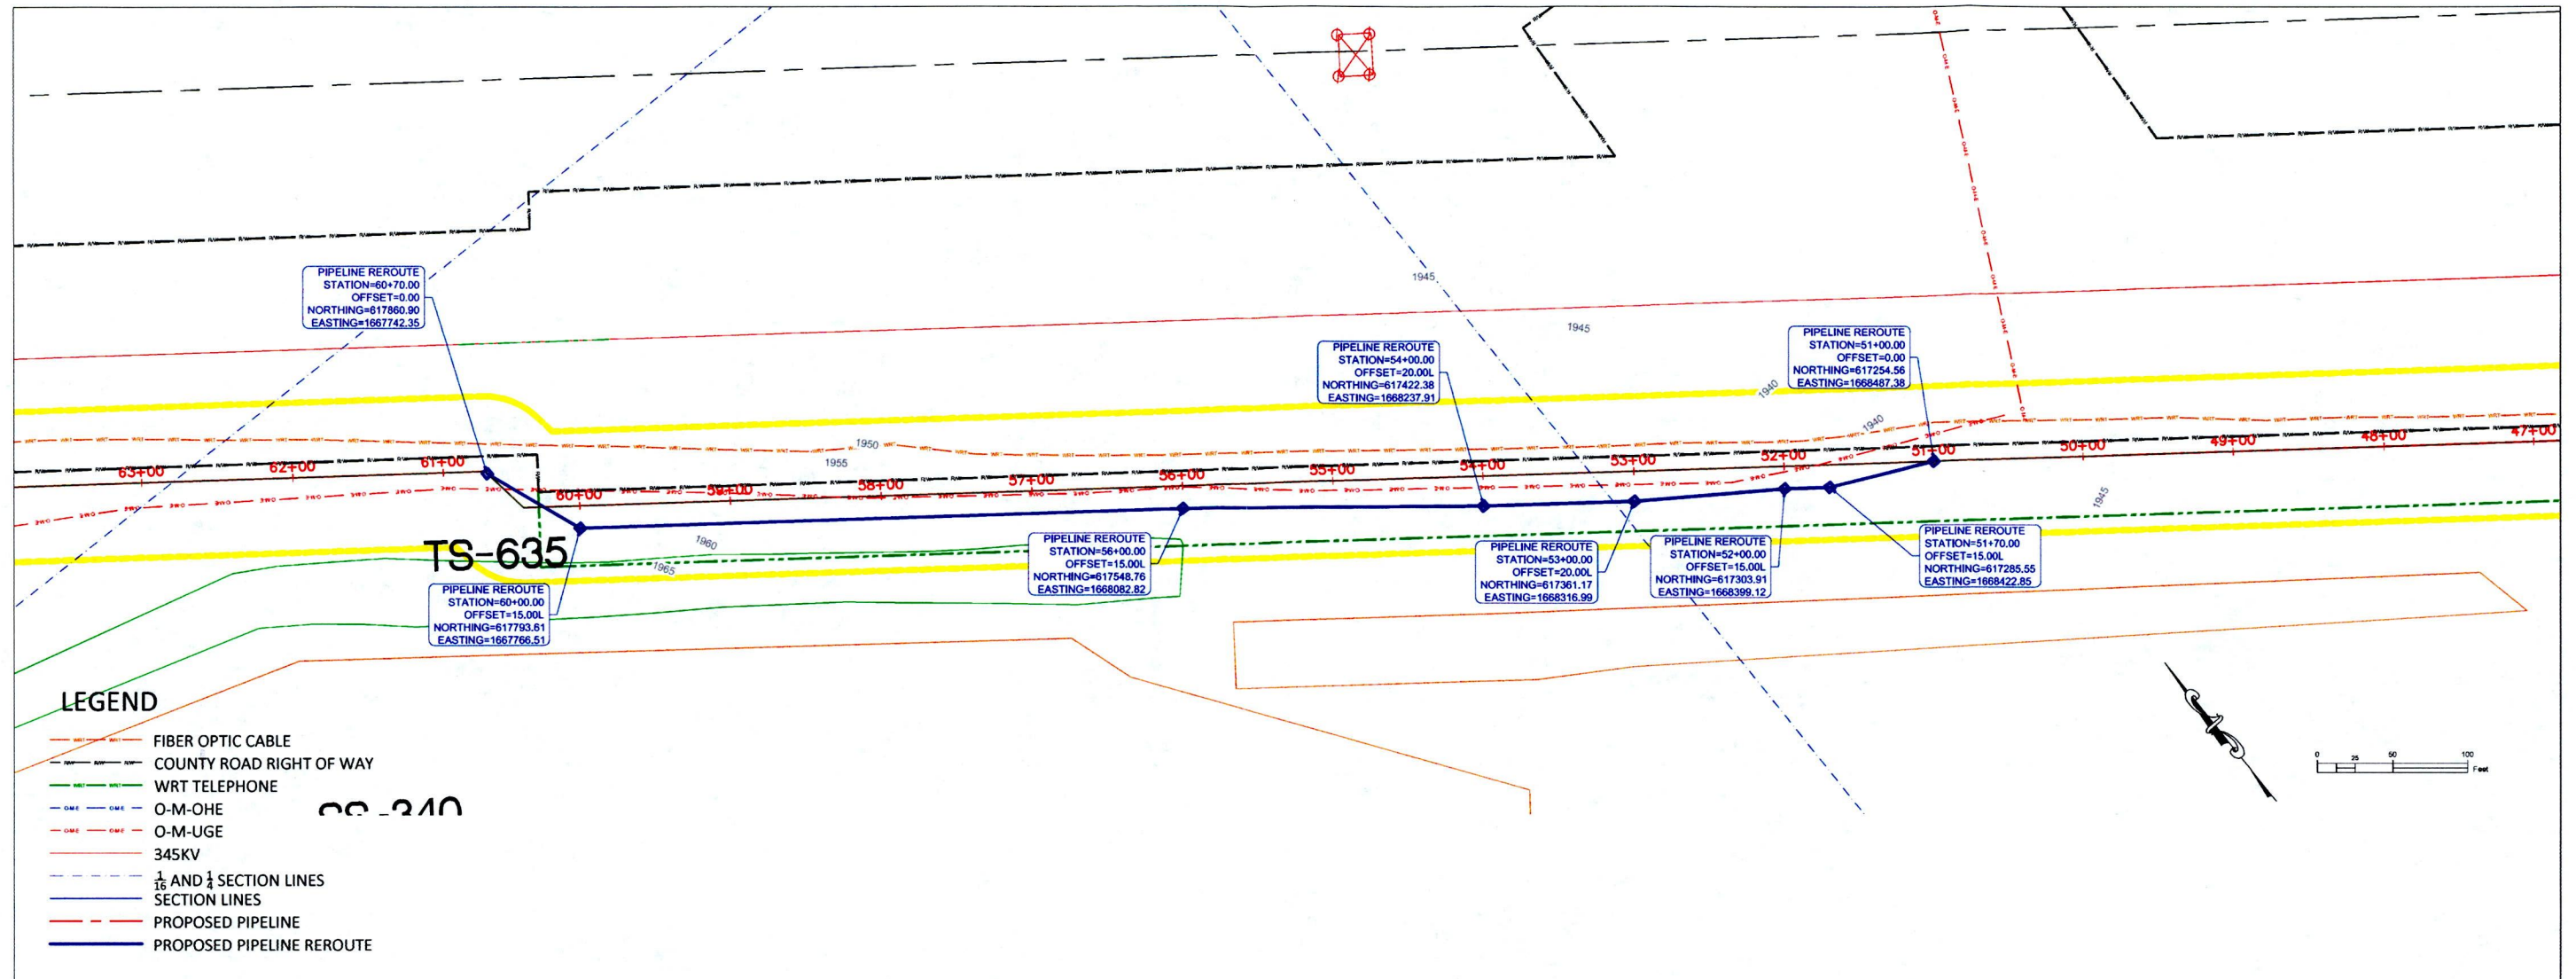 1945
1945
PIPELINE REROUTE
STATION=60+70.00
OFFSET=0.00
NORTHING=617860.90
EASTING=1667742.35
PIPELINE REROUTE
STATION=54+00.00
OFFSET=20.00L
NORTHING=617422.38
EASTING=1668237.91
PIPELINE REROUTE
STATION=51+00.00
OFFSET=0.00
NORTHING=617254.56
EASTING=1668487.38
1940
1940
1950
1955
63+00
62+00
61+00
60+00
59+00
58+00
57+00
56+00
55+00
54+00
53+00
52+00
51+00
50+00
49+00
48+00
47+00
1945
1960
1965
TS-635
PIPELINE REROUTE
STATION=60+00.00
OFFSET=15.00L
NORTHING=617793.61
EASTING=1667766.51
PIPELINE REROUTE
STATION=56+00.00
OFFSET=15.00L
NORTHING=617548.76
EASTING=1668082.82
PIPELINE REROUTE
STATION=53+00.00
OFFSET=20.00L
NORTHING=617361.17
EASTING=1668316.99
PIPELINE REROUTE
STATION=52+00.00
OFFSET=15.00L
NORTHING=617303.91
EASTING=1668399.12
PIPELINE REROUTE
STATION=51+70.00
OFFSET=15.00L
NORTHING=617285.55
EASTING=1668422.85
0 25 50 100
Feet
LEGEND
FIBER OPTIC CABLE
COUNTY ROAD RIGHT OF WAY
WRT TELEPHONE
O-M-OHE
O-M-UGE
345KV
1/16 AND 1/4 SECTION LINES
SECTION LINES
PROPOSED PIPELINE
PROPOSED PIPELINE REROUTE